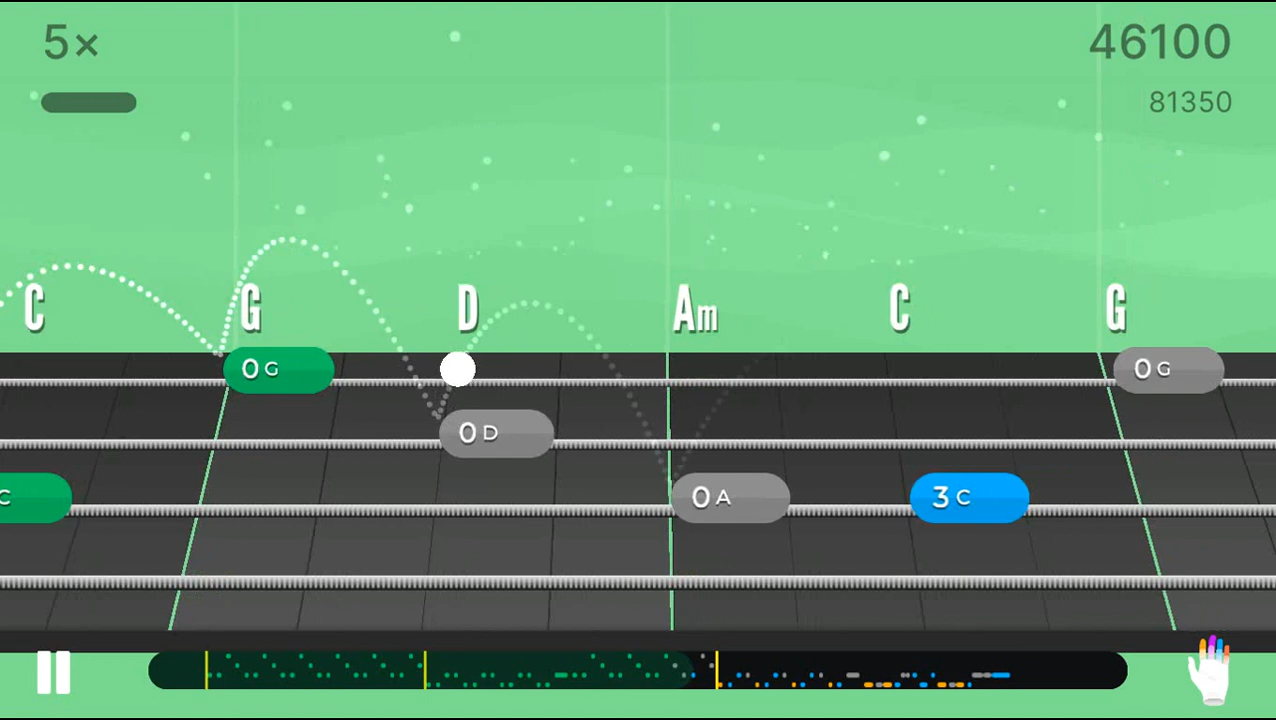 5×
46100
81350
C G D Am C G
0 G 0 G
0 D
C 0 A 3 C